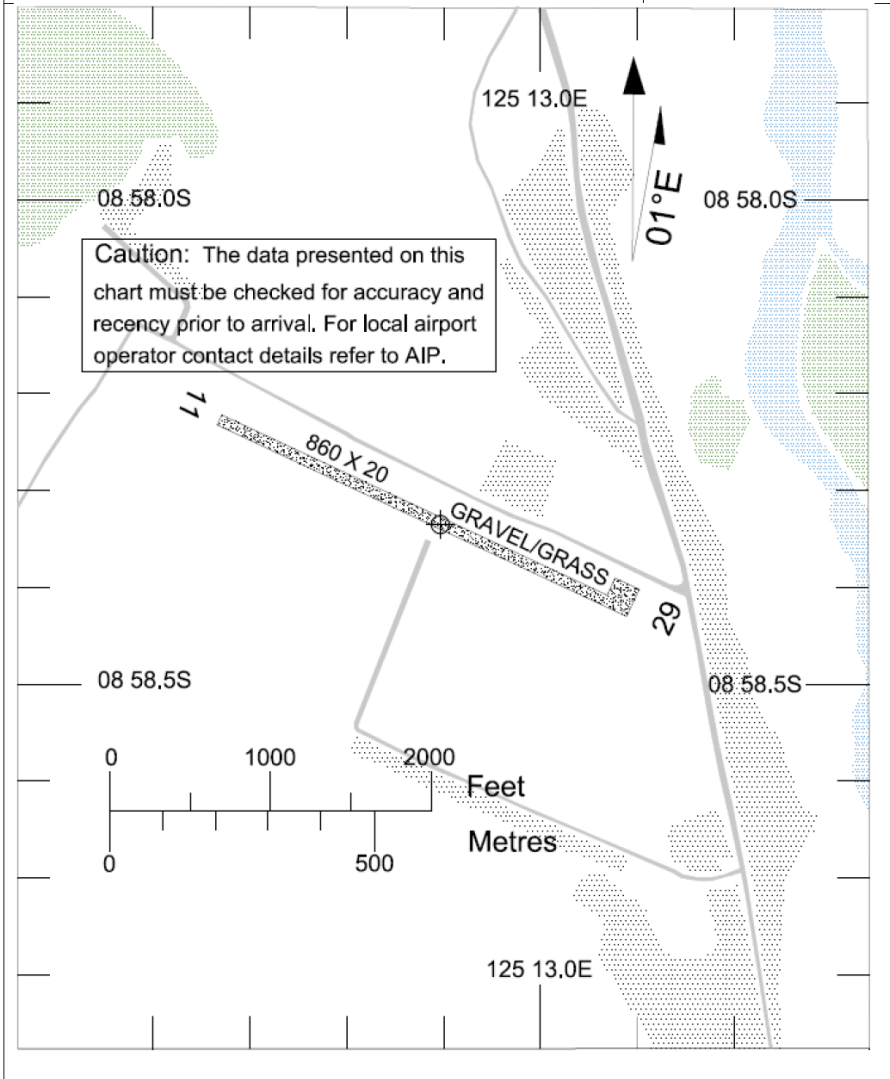 125 13.0E
01°E
08 58.0S
08 58.0S
Caution: The data presented on this
chart must be checked for accuracy and
recency prior to arrival. For local airport
operator contact details refer to AIP.
11
860 X 20
GRAVEL/GRASS
29
08 58.5S
08 58.5S
0 1000 2000
Feet
Metres
0 500
125 13.0E